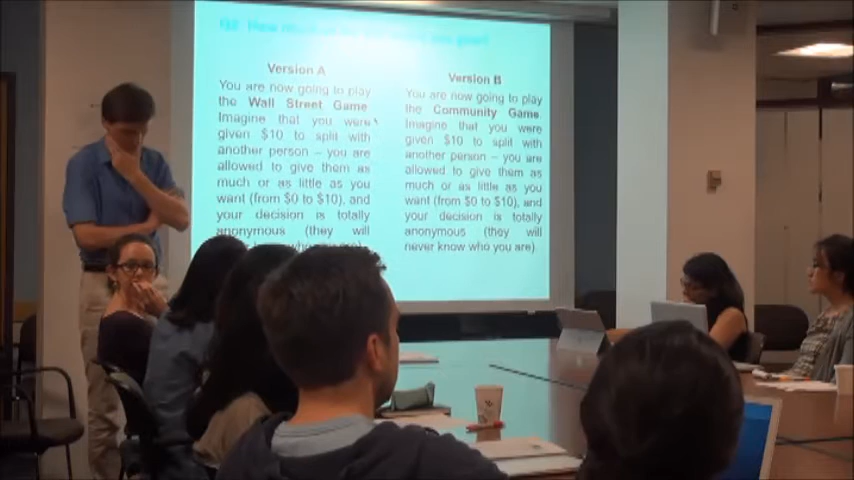 Version A
You are now going to play
the Wall Street Game.
Imagine that you were
given $10 to split with
another person – you are
allowed to give them as
much or as little as you
want (from $0 to $10), and
your decision is totally
anonymous (they will
know who
Version B
You are now going to play
the Community Game.
Imagine that you were
given $10 to split with
another person – you are
allowed to give them as
much or as little as you
want (from $0 to $10), and
your decision is totally
anonymous (they will
never know who you are).